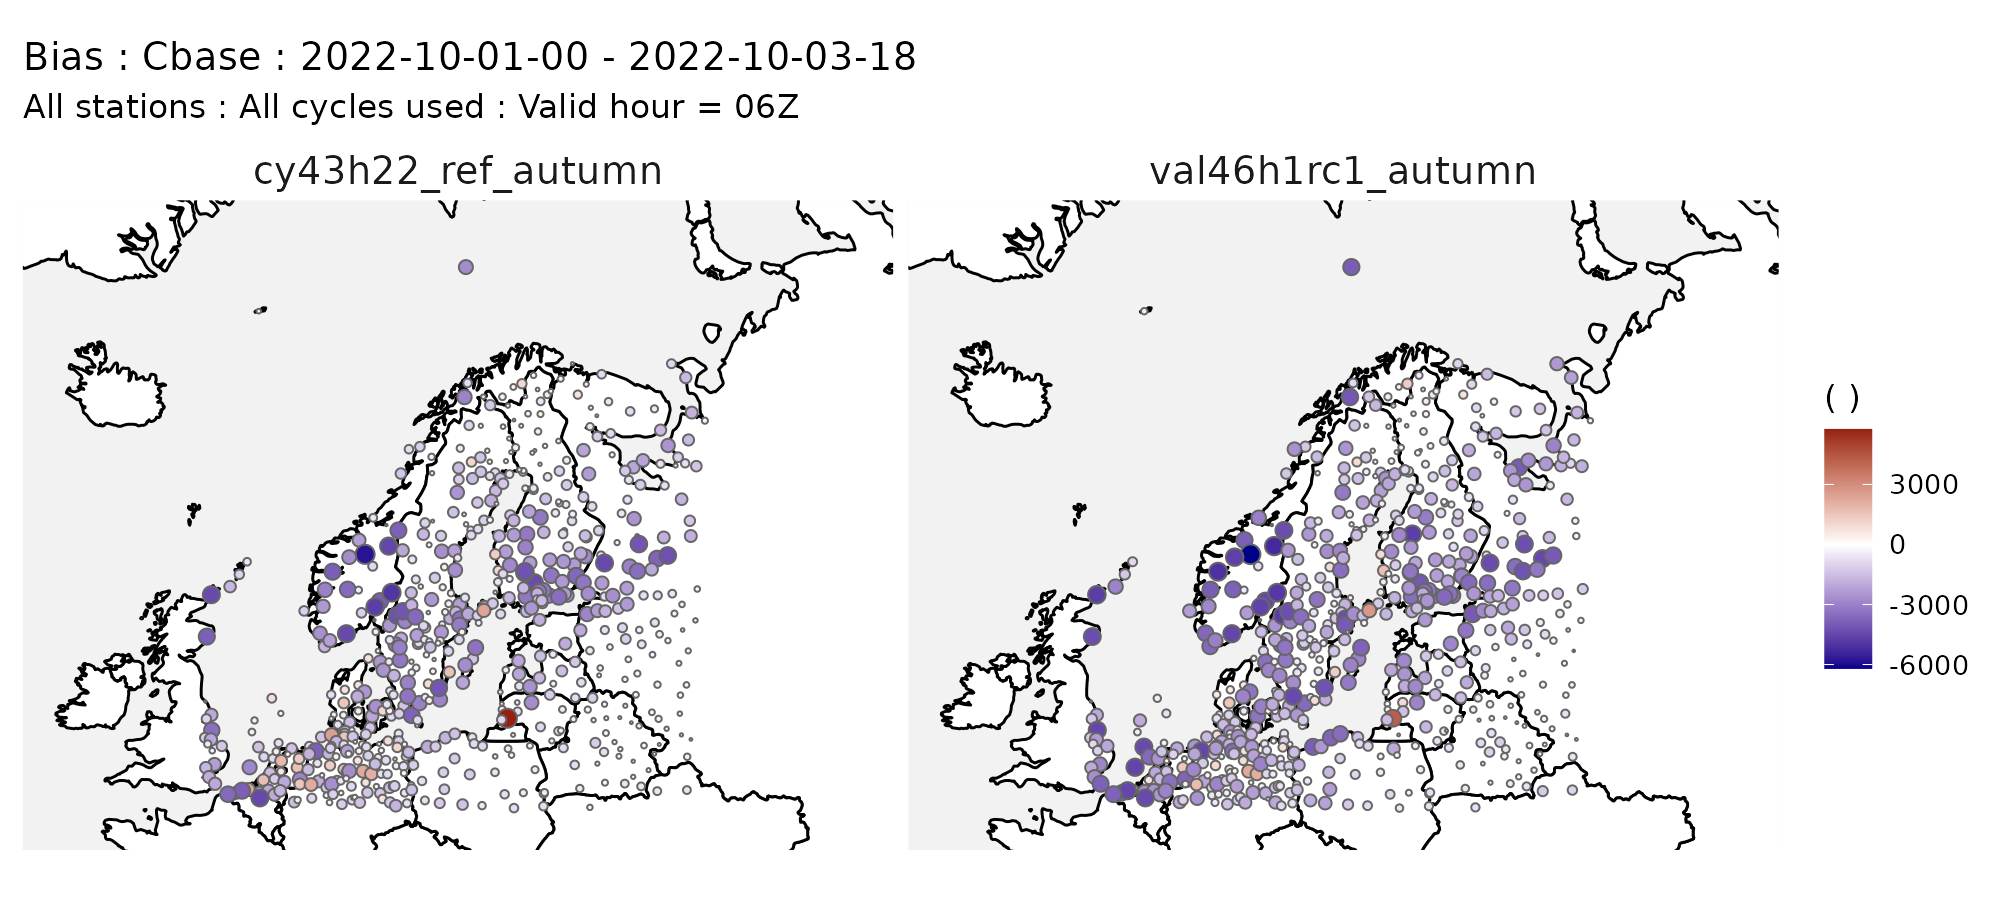 Bias : Cbase : 2022-10-01-00 - 2022-10-03-18
All stations : All cycles used : Valid hour = 06Z
cy43h22_ref_autumn
val46h1rc1_autumn
( )
3000
0
-3000
-6000